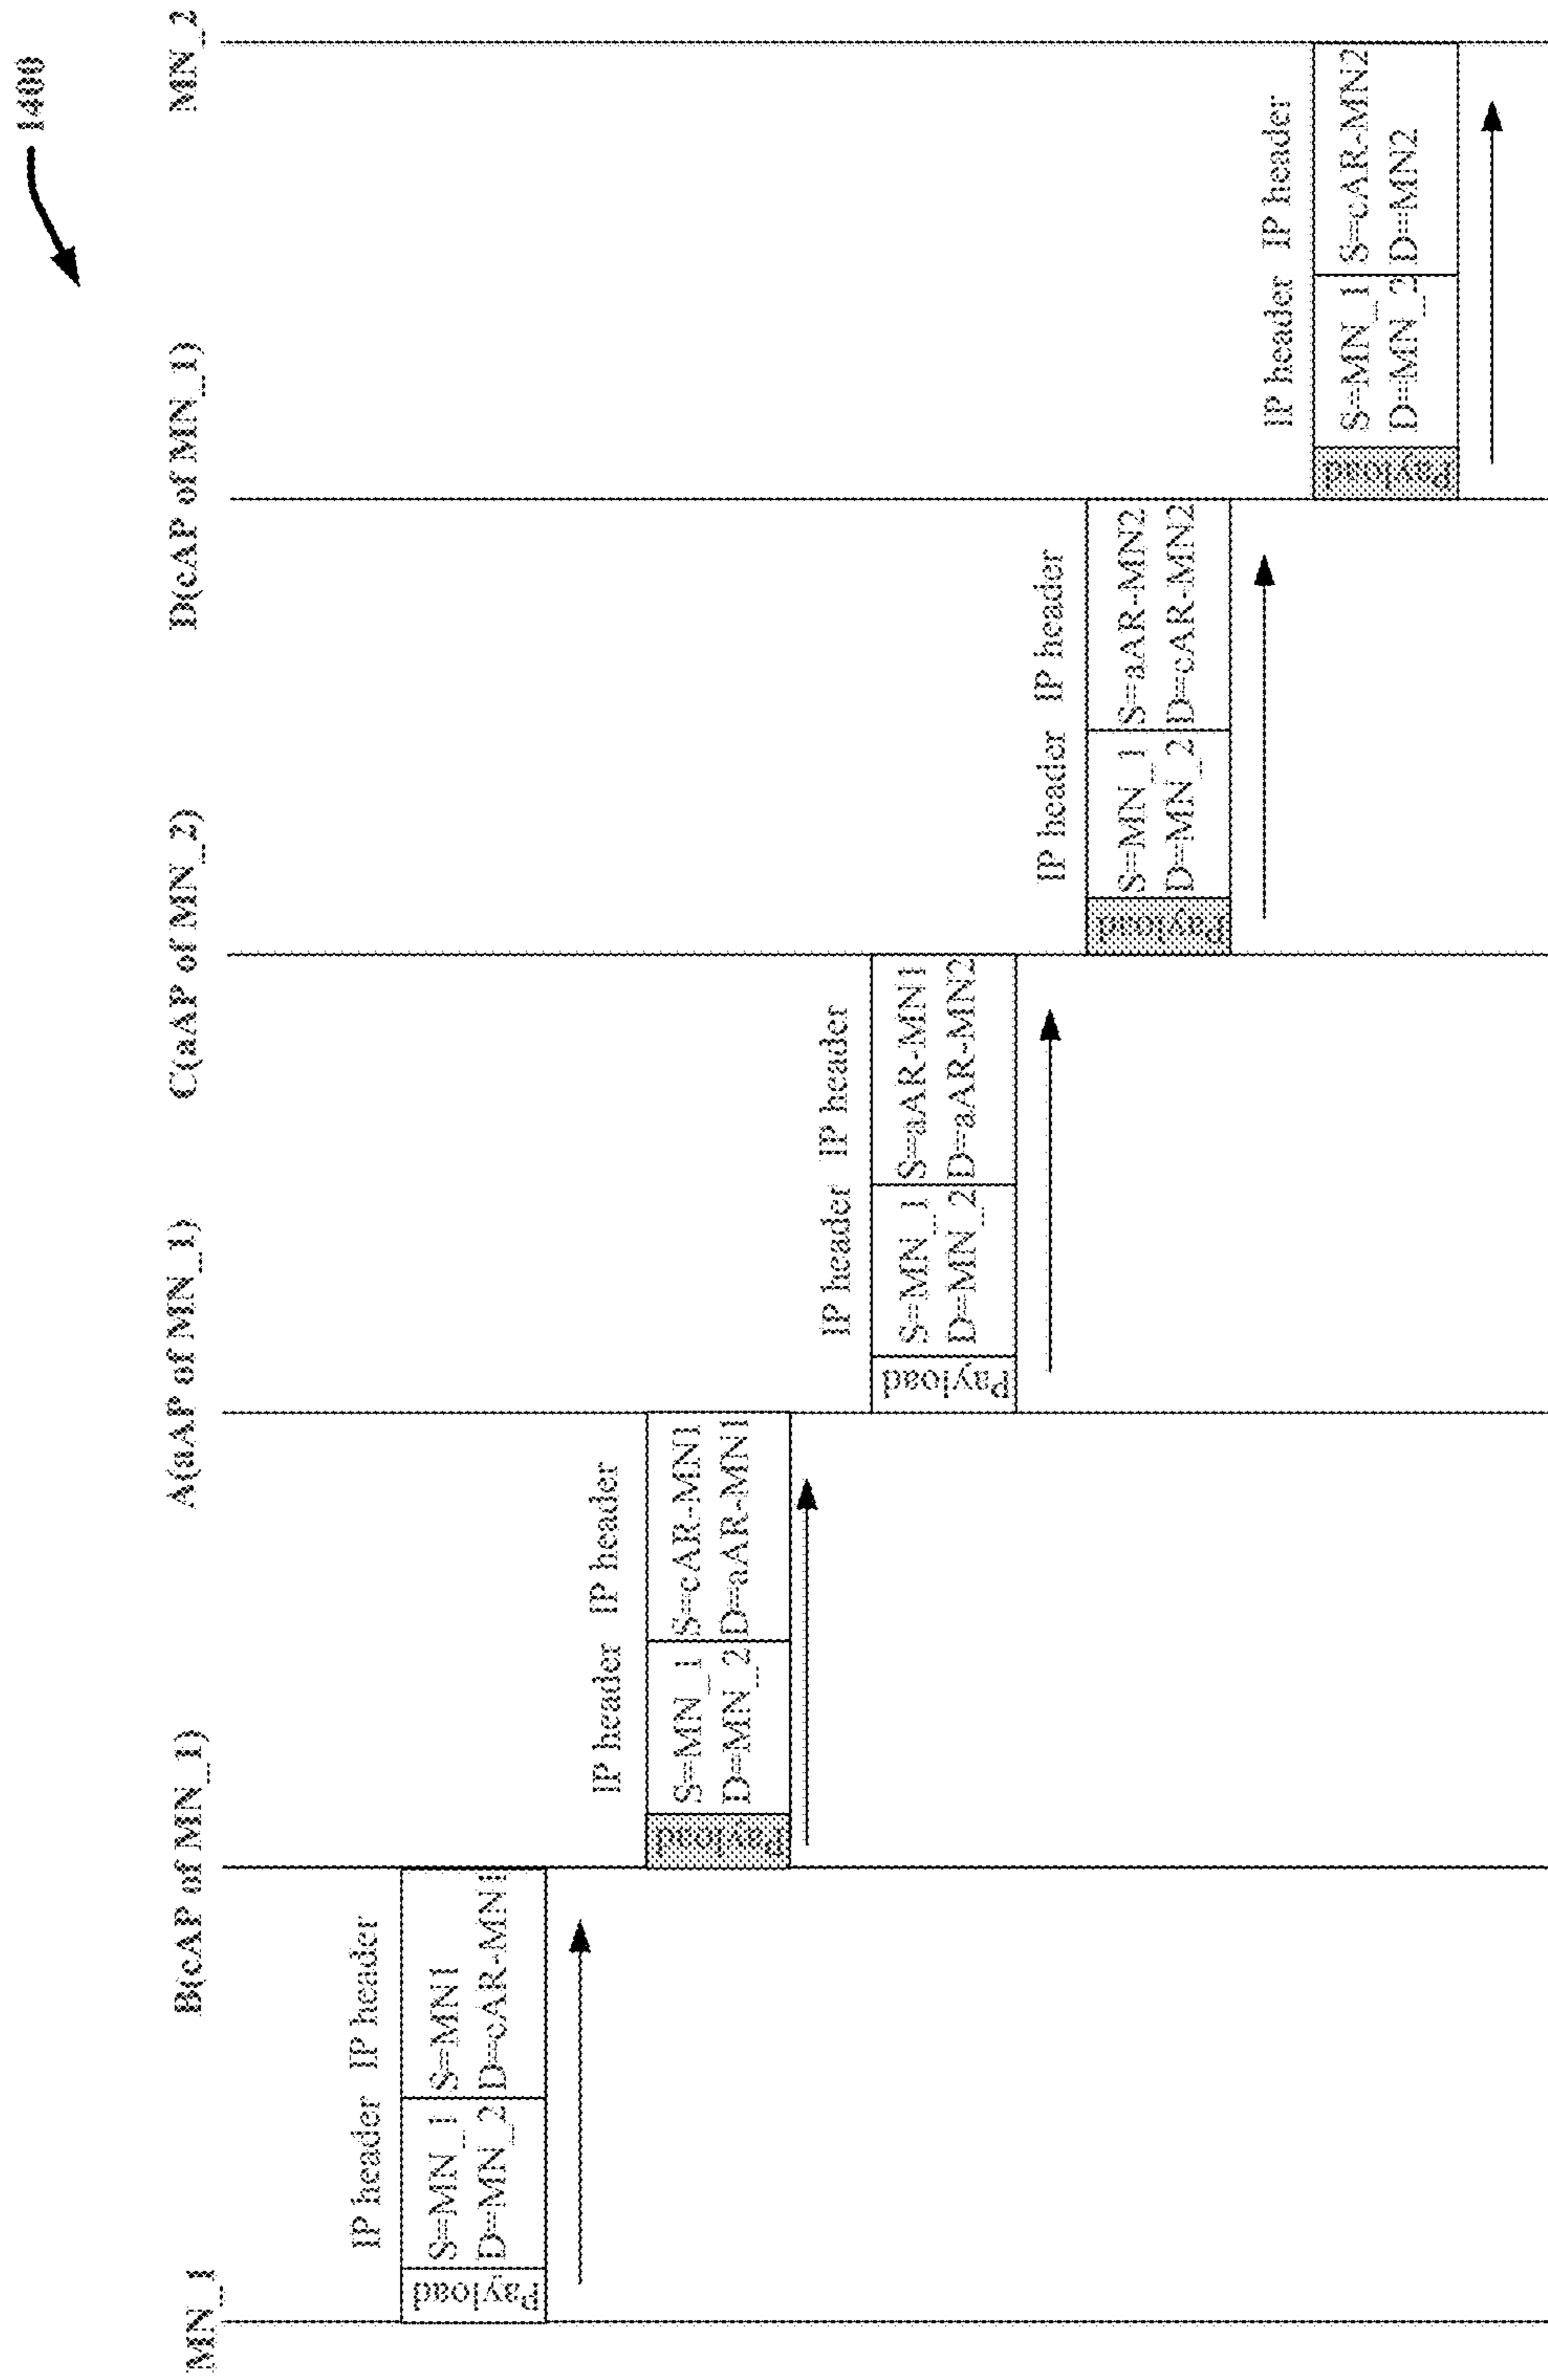 1400
MN_1
B(cAP of MN_1)
A(aAP of MN_1)
C(aAP of MN_2)
D(cAP of MN_1)
MN_2
IP header IP header
Payload
S=MN_1
D=MN_2
S=MN1
D=cAR-MN1
IP header IP header
Payload
S=MN_1
D=MN_2
S=cAR-MN1
D=aAR-MN1
IP header IP header
Payload
S=MN_1
D=MN_2
S=aAR-MN1
D=aAR-MN2
IP header IP header
Payload
S=MN_1
D=MN_2
S=aAR-MN2
D=cAR-MN2
IP header IP header
Payload
S=MN_1
D=MN_2
S=cAR-MN2
D=MN2